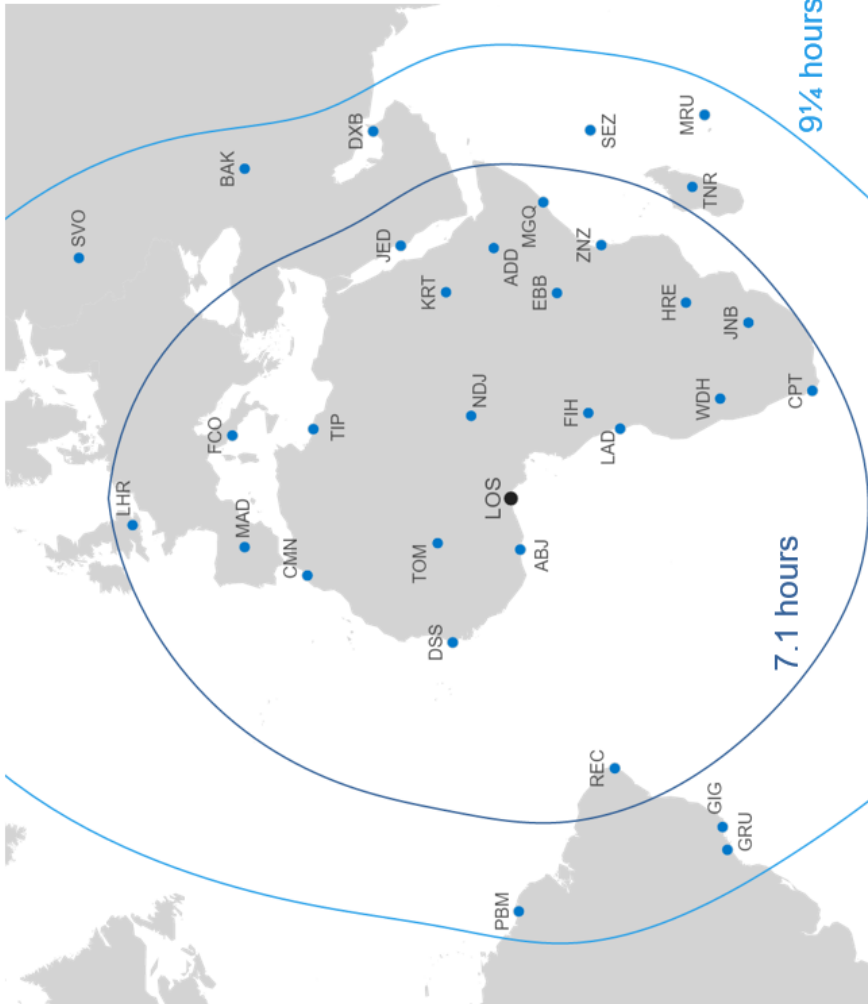 SVO
BAK
DXB
SEZ
MRU
9¼ hours
TNR
JED
MGQ
ZNZ
ADD
KRT
EBB
HRE
JNB
NDJ
FIH
LAD
WDH
CPT
FCO
TIP
LHR
MAD
CMN
LOS
TOM
ABJ
DSS
7.1 hours
REC
GIG
GRU
PBM